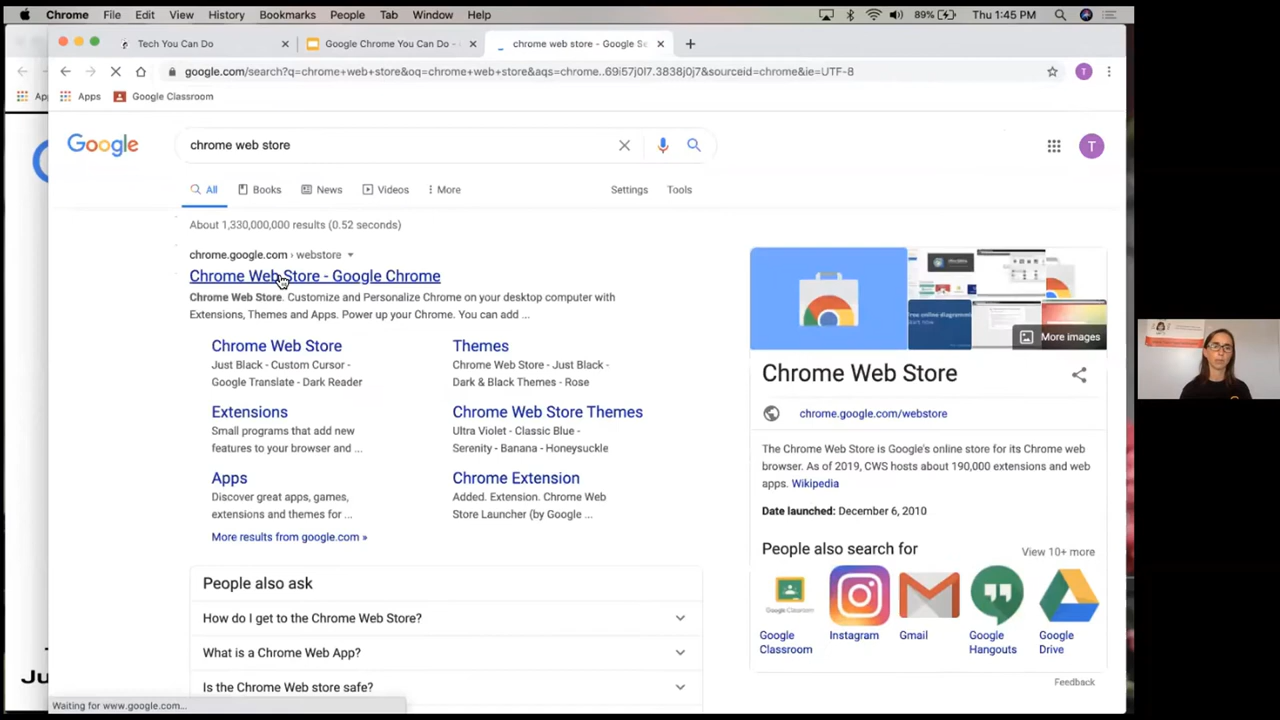 Chrome File Edit View History Bookmarks People Tab Window Help 89% Thu 1:45 PM
Tech You Can Do Google Chrome You Can Do - chrome web store - Google Se
google.com/search?q=chrome+web+store&oq=chrome+web+store&aqs=chrome..69i57j0l7.3838j0j7&sourceid=chrome&ie=UTF-8 T
Ap Apps Google Classroom
Google chrome web store T
All Books News Videos More Settings Tools
About 1,330,000,000 results (0.52 seconds)
chrome.google.com › webstore
Chrome Web Store - Google Chrome
Chrome Web Store. Customize and Personalize Chrome on your desktop computer with
Extensions, Themes and Apps. Power up your Chrome. You can add ...
Chrome Web Store
Just Black - Custom Cursor -
Google Translate - Dark Reader
Themes
Chrome Web Store - Just Black -
Dark & Black Themes - Rose
Extensions
Small programs that add new
features to your browser and ...
Chrome Web Store Themes
Ultra Violet - Classic Blue -
Serenity - Banana - Honeysuckle
Apps
Discover great apps, games,
extensions and themes for ...
Chrome Extension
Added. Extension. Chrome Web
Store Launcher (by Google ...
More results from google.com »
People also ask
How do I get to the Chrome Web Store?
What is a Chrome Web App?
Is the Chrome Web store safe?
Waiting for www.google.com...
More images
Chrome Web Store
chrome.google.com/webstore
The Chrome Web Store is Google's online store for its Chrome web
browser. As of 2019, CWS hosts about 190,000 extensions and web
apps. Wikipedia
Date launched: December 6, 2010
People also search for View 10+ more
Google Classroom
Google
Classroom
Instagram
Gmail
Google
Hangouts
Google
Drive
Feedback
Ju